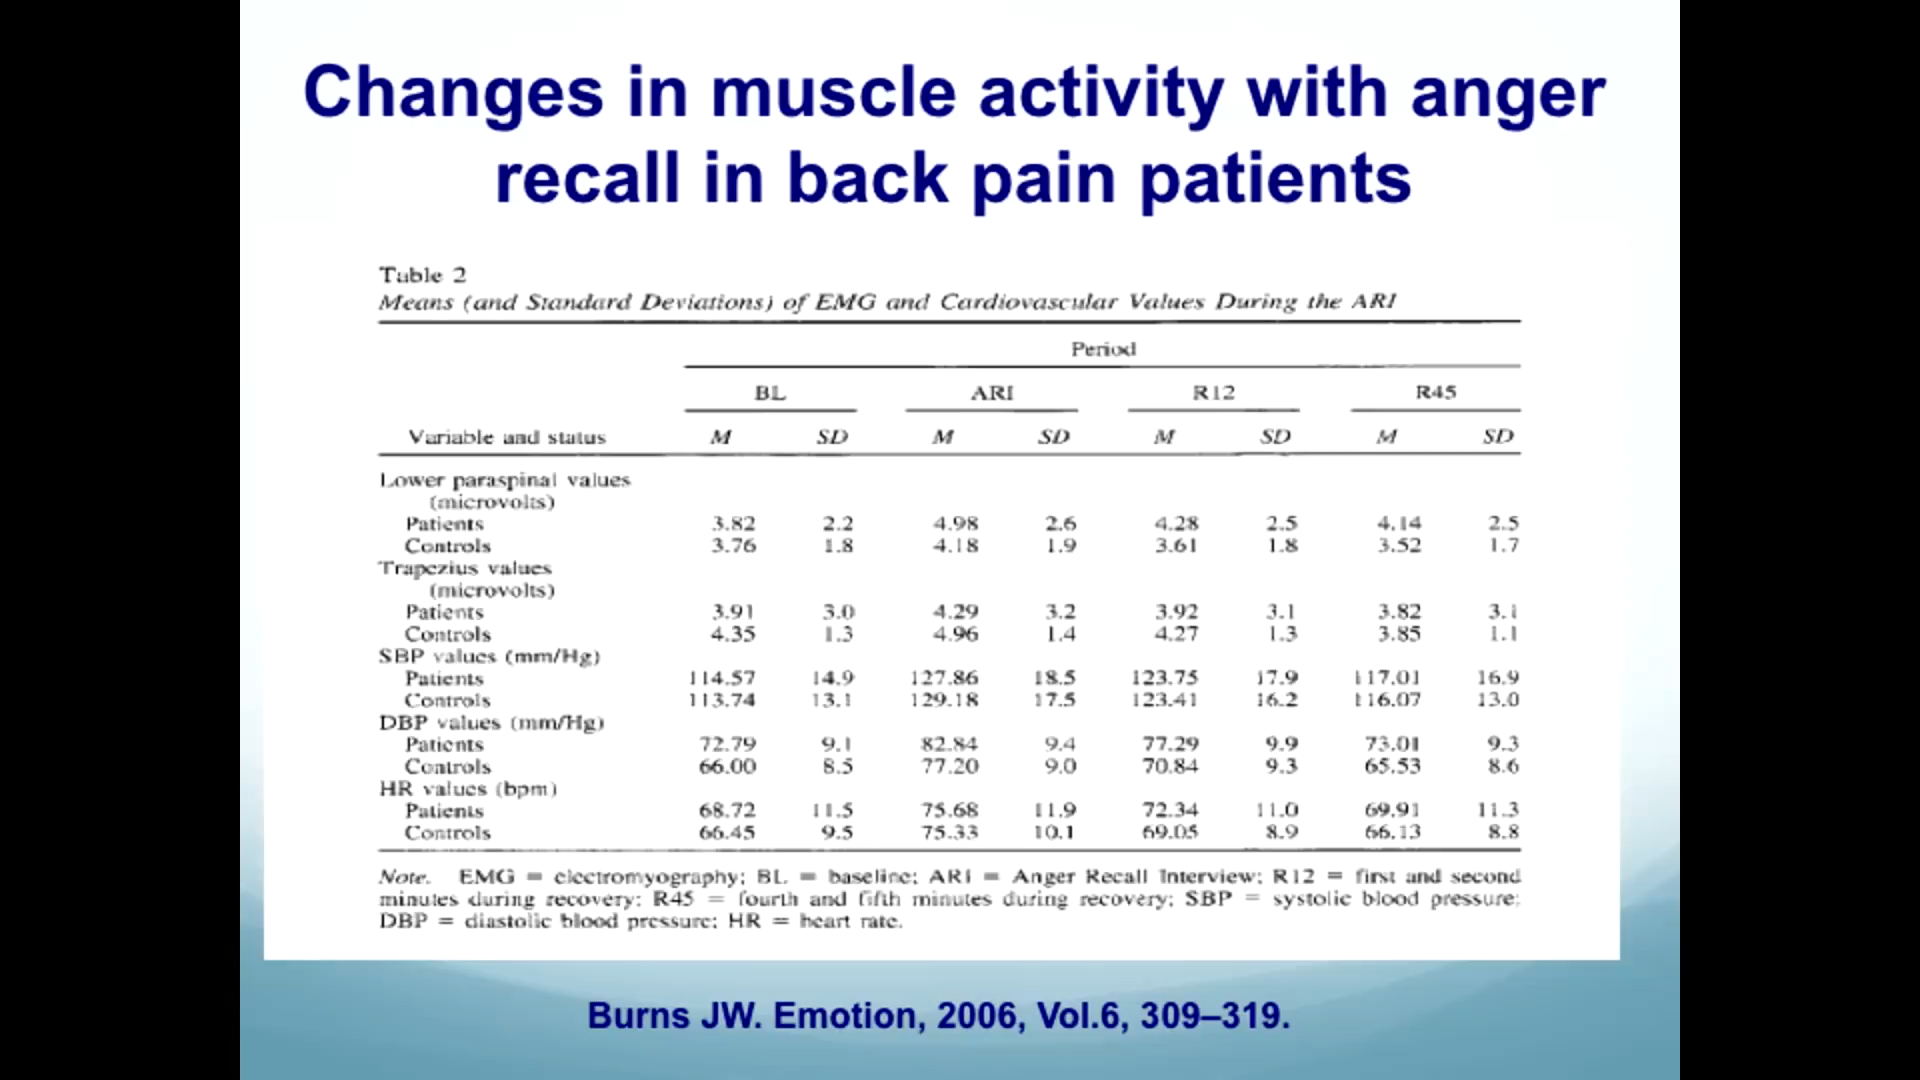 Changes in muscle activity with anger
recall in back pain patients
Table 2
Means (and Standard Deviations) of EMG and Cardiovascular Values During the ARI
Period
BL ARI R12 R45
Variable and status M SD M SD M SD M SD
Lower paraspinal values
(microvolts)
Patients 3.82 2.2 4.98 2.6 4.28 2.5 4.14 2.5
Controls 3.76 1.8 4.18 1.9 3.61 1.8 3.52 1.7
Trapezius values
(microvolts)
Patients 3.91 3.0 4.29 3.2 3.92 3.1 3.82 3.1
Controls 4.35 1.3 4.96 1.4 4.27 1.3 3.85 1.1
SBP values (mm/Hg)
Patients 114.57 14.9 127.86 18.5 123.75 17.9 117.01 16.9
Controls 113.74 13.1 129.18 17.5 123.41 16.2 116.07 13.0
DBP values (mm/Hg)
Patients 72.79 9.1 82.84 9.4 77.29 9.9 73.01 9.3
Controls 66.00 8.5 77.20 9.0 70.84 9.3 65.53 8.6
HR values (bpm)
Patients 68.72 11.5 75.68 11.9 72.34 11.0 69.91 11.3
Controls 66.45 9.5 75.33 10.1 69.05 8.9 66.13 8.8
Note. EMG = electromyography; BL = baseline; ARI = Anger Recall Interview; R12 = first and second
minutes during recovery; R45 = fourth and fifth minutes during recovery; SBP = systolic blood pressure;
DBP = diastolic blood pressure; HR = heart rate.
Burns JW. Emotion, 2006, Vol.6, 309–319.